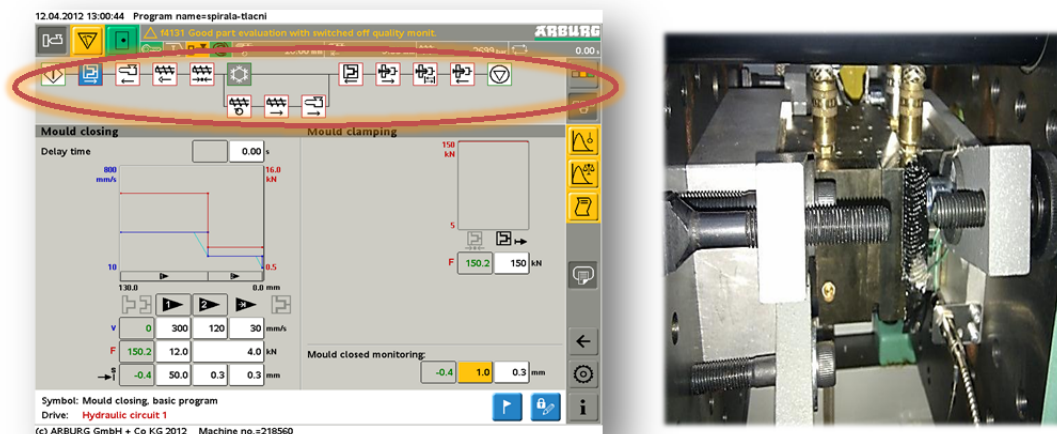 12.04.2012 13:00:44 Program name=spirala-tlacni
f4131 Good part evaluation with switched off quality monit.
ARBURG
0.00 s
Mould closing
Mould clamping
Delay time
0.00 s
800
mm/s
16.0
kN
10
0.5
130.0
0.0 mm
150
kN
5
F 150.2 150 kN
1 2
v 0 300 120 30 mm/s
F 150.2 12.0 4.0 kN
s -0.4 50.0 0.3 0.3 mm
Mould closed monitoring:
-0.4 1.0 0.3 mm
Symbol: Mould closing, basic program
Drive: Hydraulic circuit 1
i
(c) ARBURG GmbH + Co KG 2012 Machine no.=218560